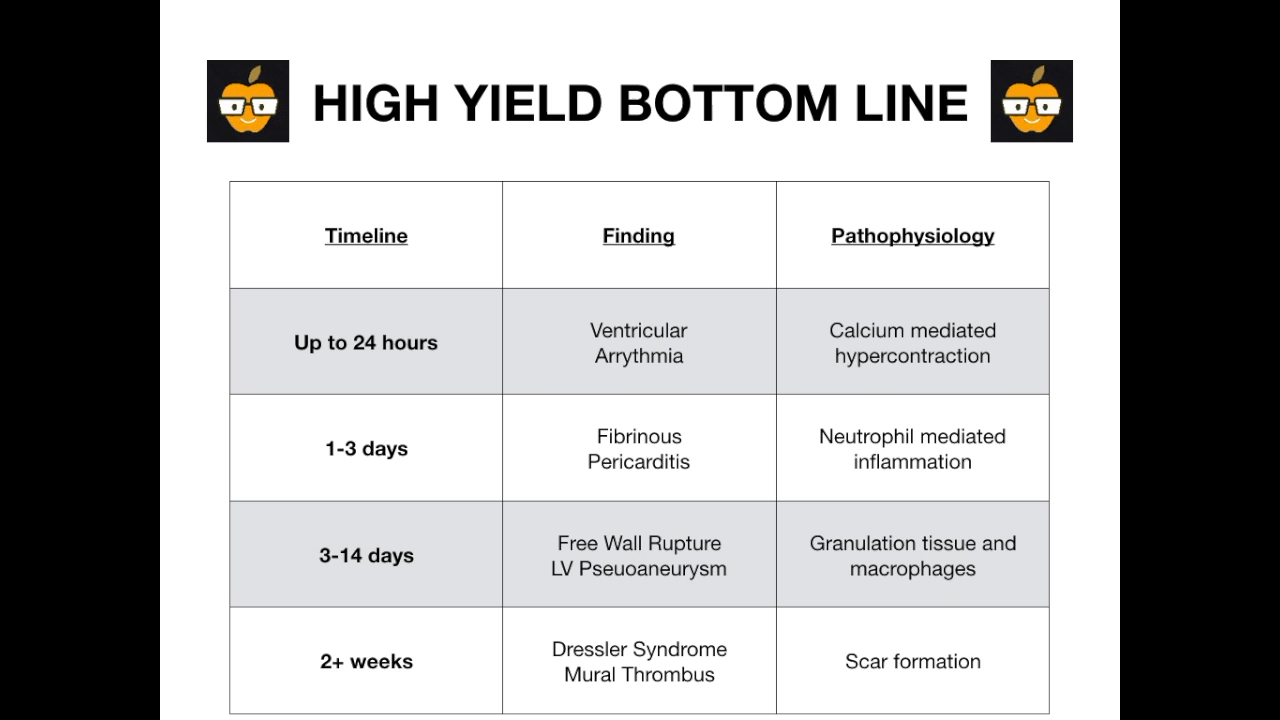 HIGH YIELD BOTTOM LINE
Timeline
Finding
Pathophysiology
Up to 24 hours
Ventricular
Arrythmia
Calcium mediated
hypercontraction
1-3 days
Fibrinous
Pericarditis
Neutrophil mediated
inflammation
3-14 days
Free Wall Rupture
LV Pseuoaneurysm
Granulation tissue and
macrophages
2+ weeks
Dressler Syndrome
Mural Thrombus
Scar formation